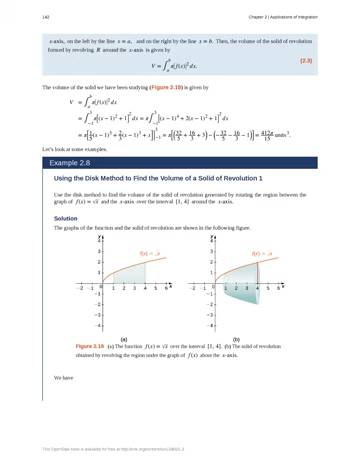 142
Chapter 2 | Applications of Integration
x-axis, on the left by the line x = a, and on the right by the line x = b. Then, the volume of the solid of revolution
formed by revolving R around the x-axis is given by
V = ∫ₐᵇ π[f(x)]² dx.
(2.3)
The volume of the solid we have been studying (Figure 2.18) is given by
V = ∫ₐᵇ π[f(x)]² dx
= ∫₋₁³ π[(x − 1)² + 1]² dx = π∫₋₁³ [(x − 1)⁴ + 2(x − 1)² + 1] dx
= π[1/5(x − 1)⁵ + 2/3(x − 1)³ + x]|₋₁³ = π[(32/5 + 16/3 + 3) − (−32/5 − 16/3 − 1)] = 412π/15 units³.
Let's look at some examples.
Example 2.8
Using the Disk Method to Find the Volume of a Solid of Revolution 1
Use the disk method to find the volume of the solid of revolution generated by rotating the region between the
graph of f(x) = √x and the x-axis over the interval [1, 4] around the x-axis.
Solution
The graphs of the function and the solid of revolution are shown in the following figure.
y
4
3
2
1
0
−1
−2
−3
−4
−2 −1 1 2 3 4 5 6 x
f(x) = √x
(a)
y
4
3
2
1
0
−1
−2
−3
−4
−2 −1 1 2 3 4 5 6 x
f(x) = √x
(b)
Figure 2.19 (a) The function f(x) = √x over the interval [1, 4]. (b) The solid of revolution
obtained by revolving the region under the graph of f(x) about the x-axis.
We have
This OpenStax book is available for free at